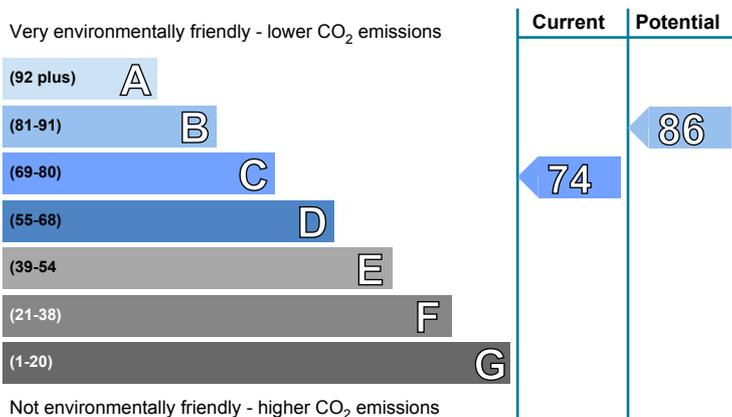 Current Potential
Very environmentally friendly - lower CO2 emissions
(92 plus) A
(81-91) B 86
(69-80) C 74
(55-68) D
(39-54 E
(21-38) F
(1-20) G
Not environmentally friendly - higher CO2 emissions